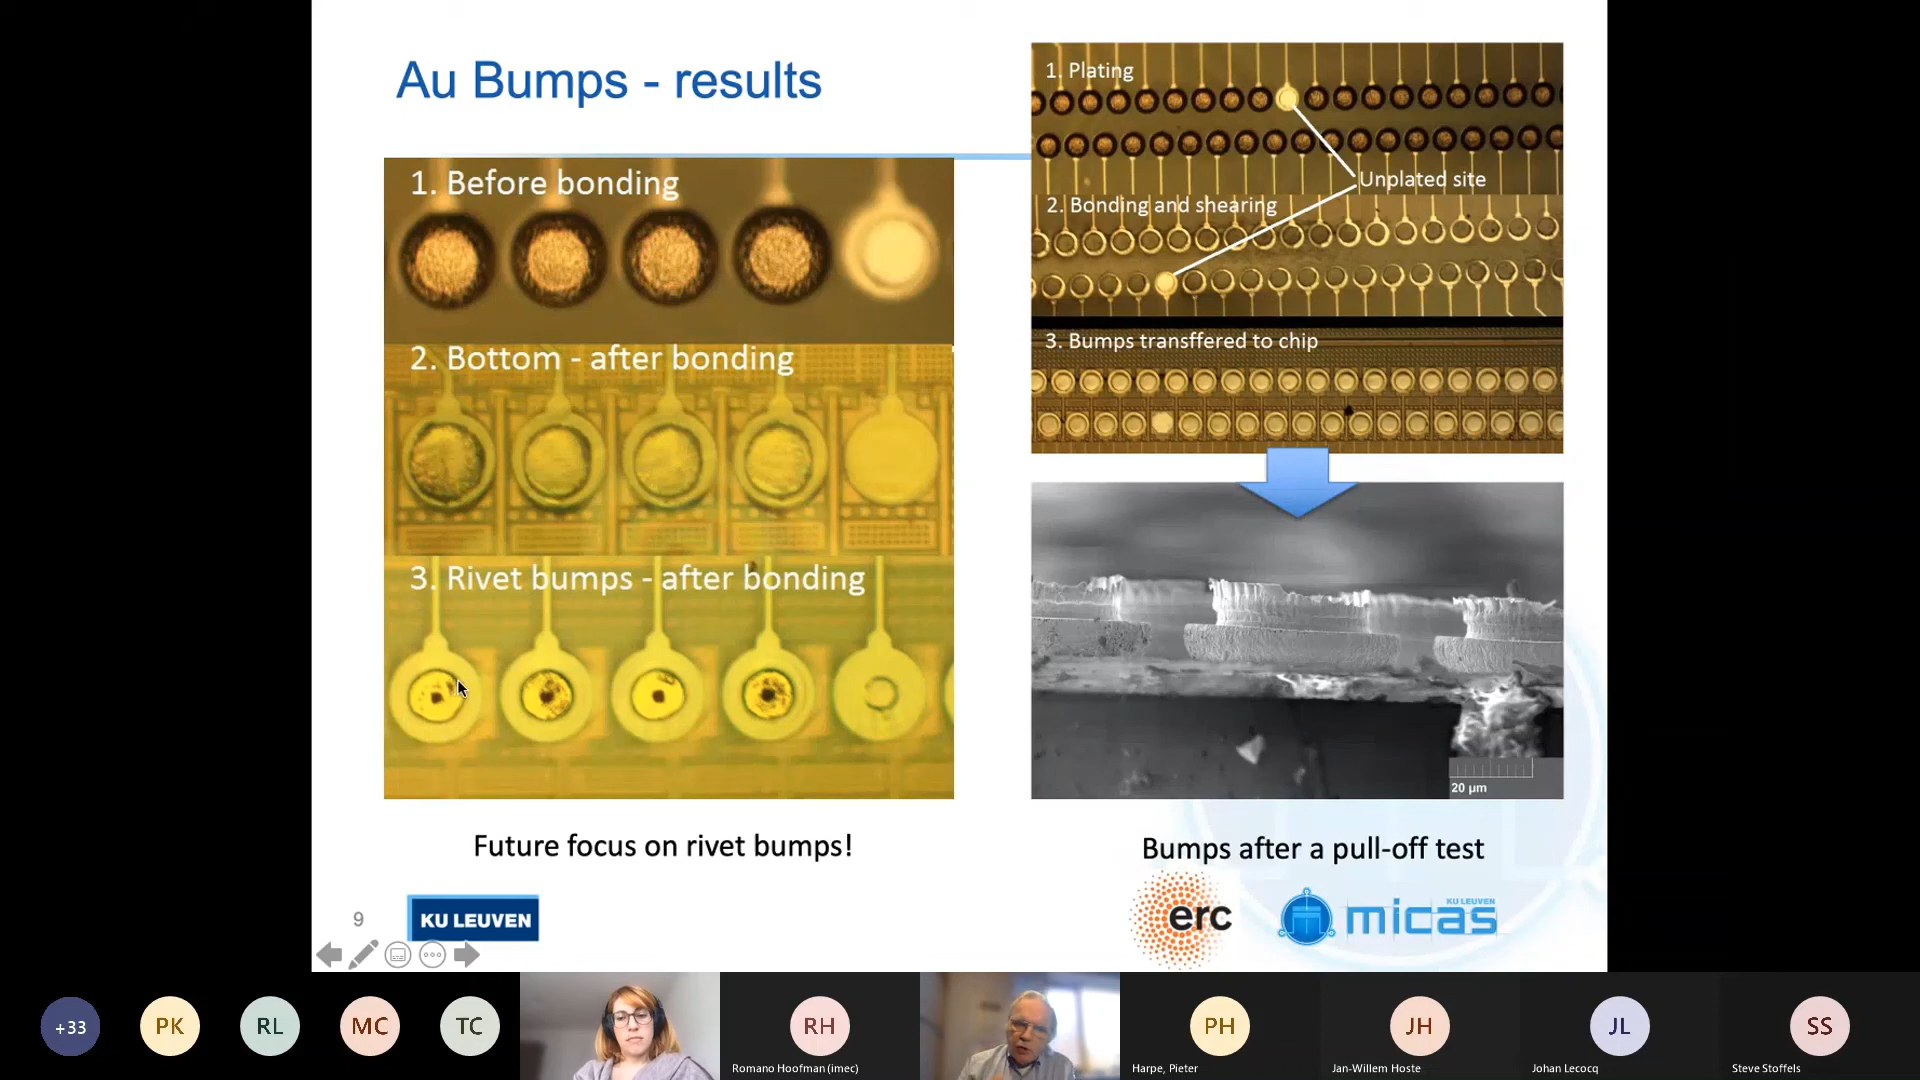 Au Bumps - results
1. Before bonding
2. Bottom - after bonding
3. Rivet bumps - after bonding
Future focus on rivet bumps!
1. Plating
Unplated site
2. Bonding and shearing
3. Bumps transffered to chip
20 µm
Bumps after a pull-off test
9
KU LEUVEN
erc
KU LEUVEN
micas
+33
PK
RL
MC
TC
RH
Romano Hoofman (imec)
PH
Harpe, Pieter
JH
Jan-Willem Hoste
JL
Johan Lecocq
SS
Steve Stoffels